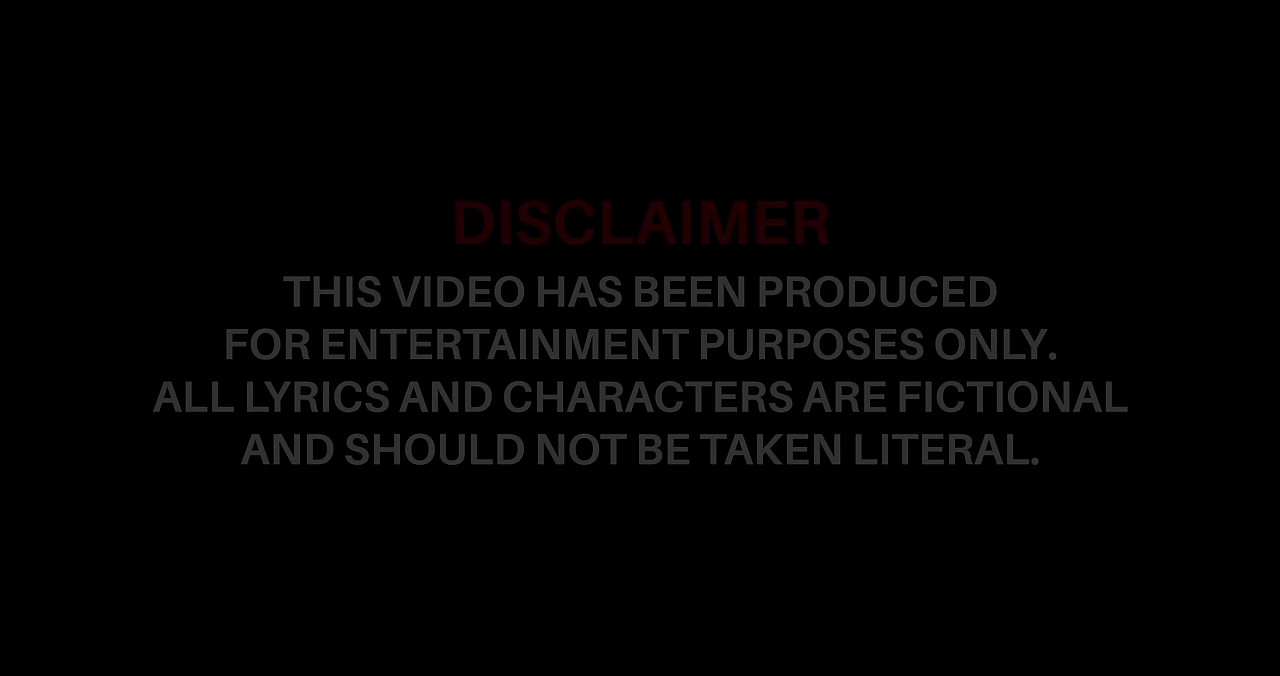 DISCLAIMER
THIS VIDEO HAS BEEN PRODUCED
FOR ENTERTAINMENT PURPOSES ONLY.
ALL LYRICS AND CHARACTERS ARE FICTIONAL
AND SHOULD NOT BE TAKEN LITERAL.